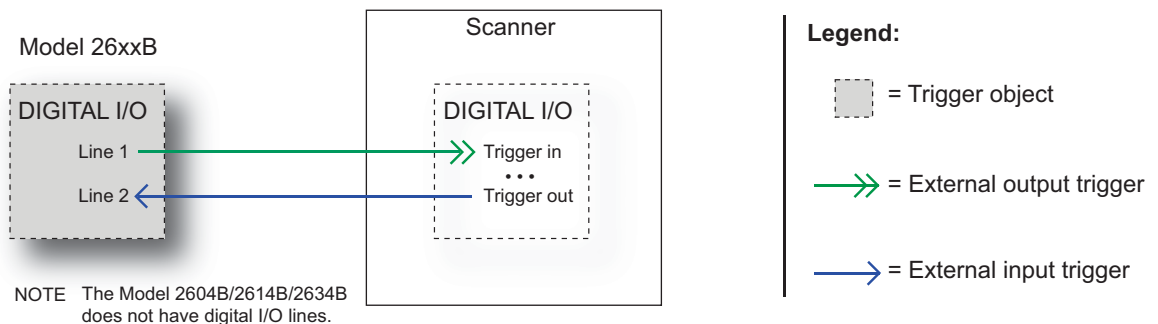 Model 26xxB
DIGITAL I/O
Line 1
Line 2
NOTE The Model 2604B/2614B/2634B
does not have digital I/O lines.
Scanner
DIGITAL I/O
Trigger in
...
Trigger out
Legend:
= Trigger object
= External output trigger
= External input trigger